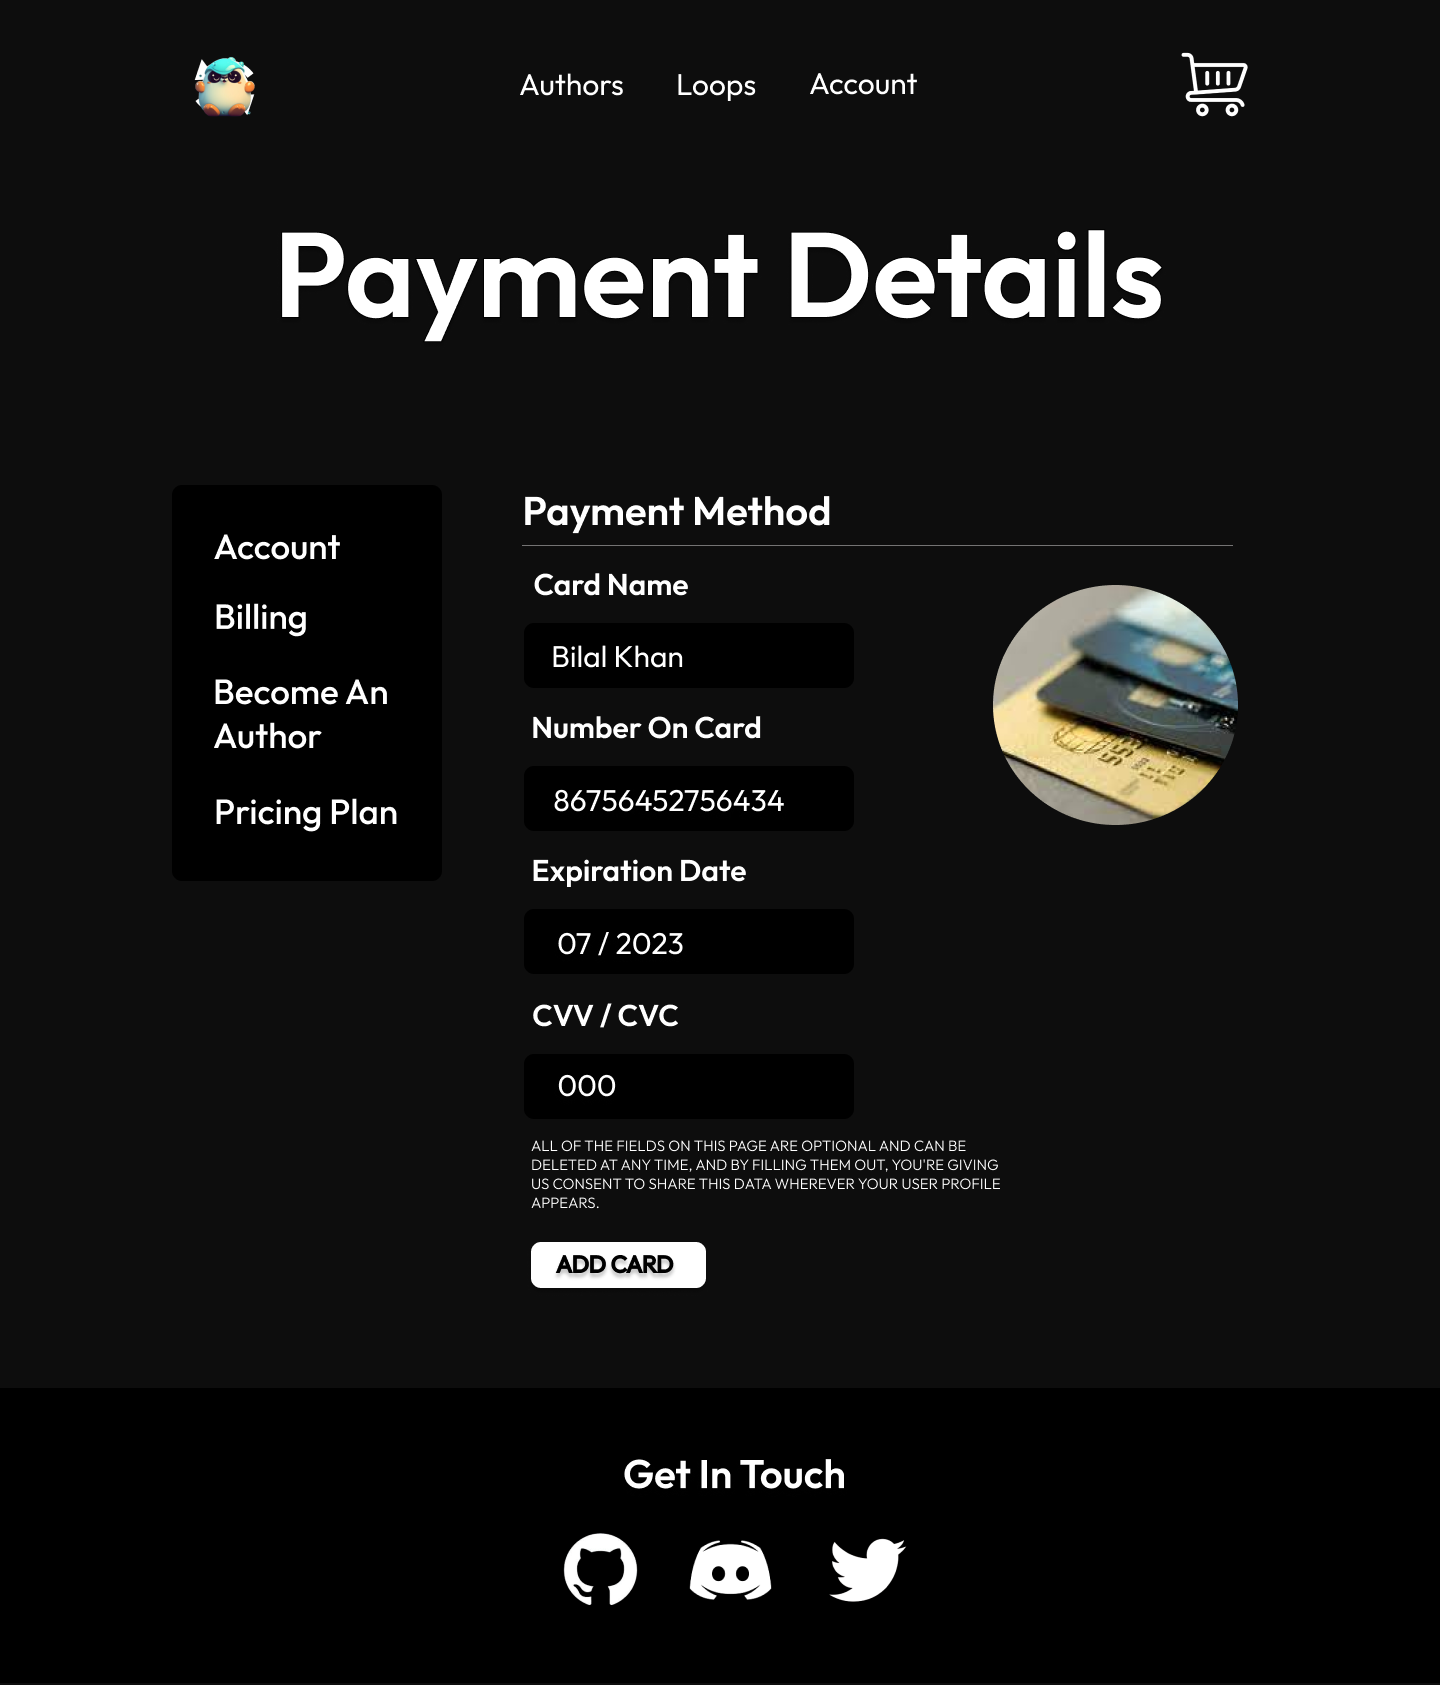 Authors Loops Account
Payment Details
Account
Billing
Become An
Author
Pricing Plan
Payment Method
Card Name
Bilal Khan
Number On Card
86756452756434
Expiration Date
07 / 2023
CVV / CVC
000
ALL OF THE FIELDS ON THIS PAGE ARE OPTIONAL AND CAN BE
DELETED AT ANY TIME, AND BY FILLING THEM OUT, YOU'RE GIVING
US CONSENT TO SHARE THIS DATA WHEREVER YOUR USER PROFILE
APPEARS.
ADD CARD
Get In Touch